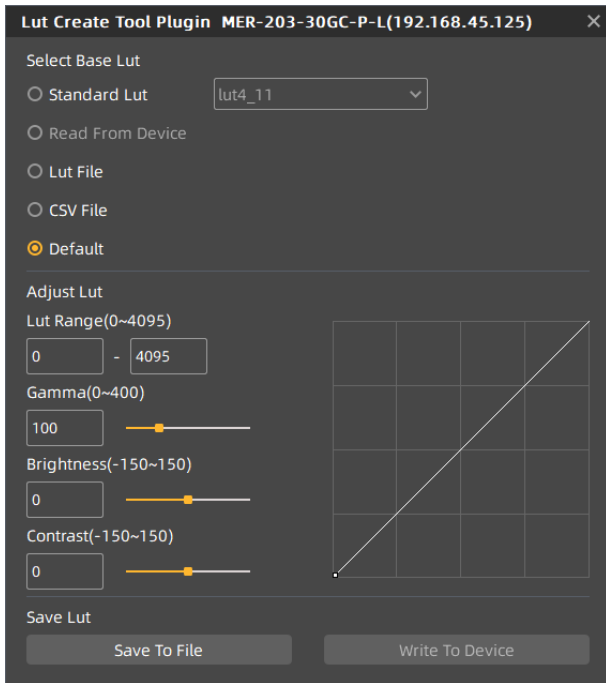 Lut Create Tool Plugin MER-203-30GC-P-L(192.168.45.125)
Select Base Lut
Standard Lut lut4_11
Read From Device
Lut File
CSV File
Default
Adjust Lut
Lut Range(0~4095)
0 - 4095
Gamma(0~400)
100
Brightness(-150~150)
0
Contrast(-150~150)
0
Save Lut
Save To File Write To Device